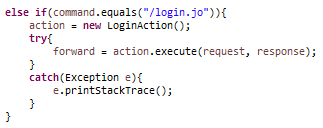 else if(command.equals("/login.jo")){
    action = new LoginAction();
    try{
        forward = action.execute(request, response);
    }
    catch(Exception e){
        e.printStackTrace();
    }
}